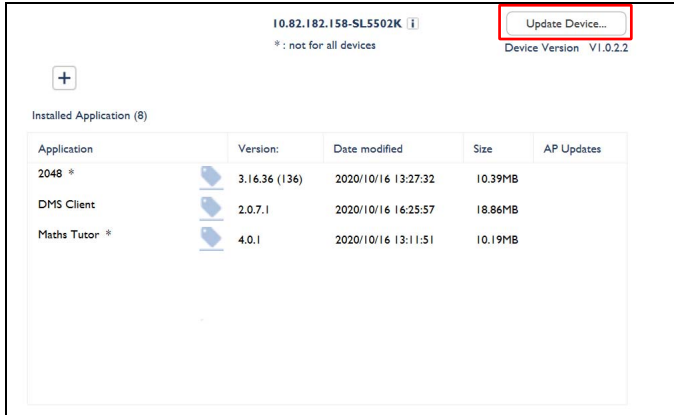 10.82.182.158-SL5502K i Update Device...
* : not for all devices Device Version V1.0.2.2
+
Installed Application (8)
Application Version: Date modified Size AP Updates
2048 * 3.16.36 (136) 2020/10/16 13:27:32 10.39MB
DMS Client 2.0.7.1 2020/10/16 16:25:57 18.86MB
Maths Tutor * 4.0.1 2020/10/16 13:11:51 10.19MB